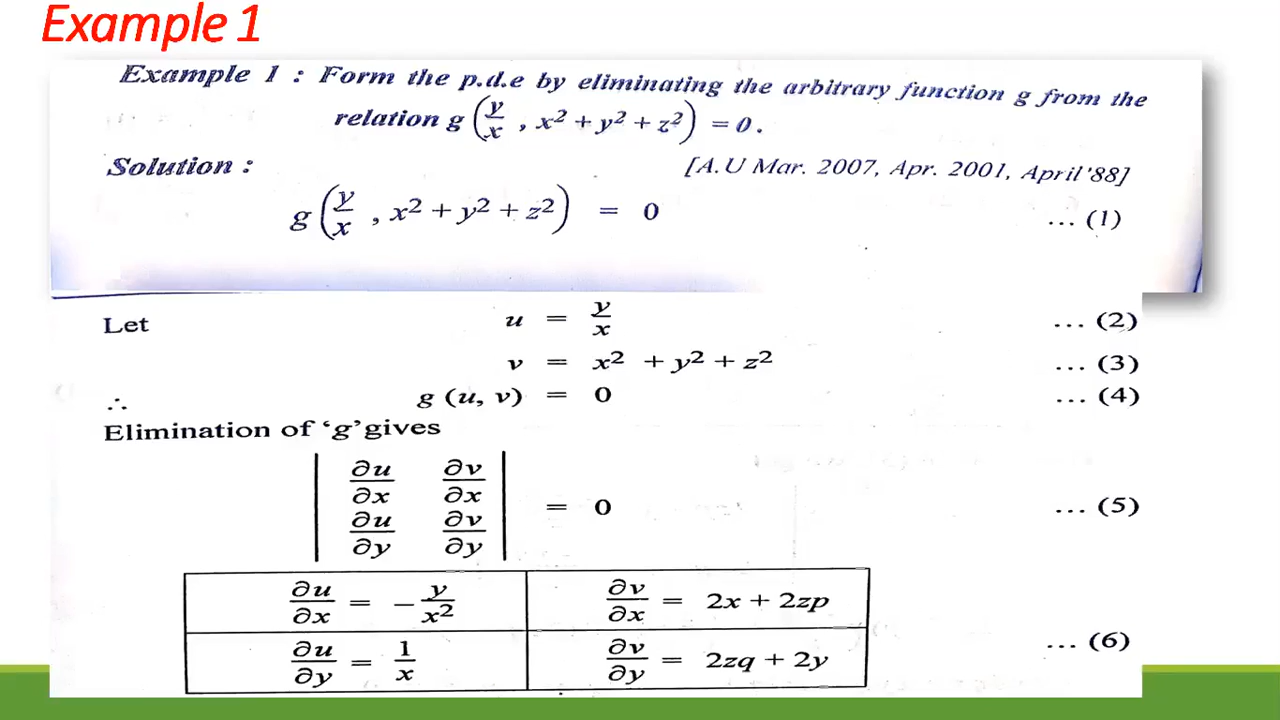 Example 1
Example 1 : Form the p.d.e by eliminating the arbitrary function g from the
relation g (y/x , x² + y² + z²) = 0.
Solution : [A.U Mar. 2007, Apr. 2001, April '88]
g (y/x , x² + y² + z²) = 0 ... (1)
Let u = y/x ... (2)
v = x² + y² + z² ... (3)
∴ g (u, v) = 0 ... (4)
Elimination of ‘g’ gives
| ∂u/∂x ∂v/∂x |
| ∂u/∂y ∂v/∂y | = 0 ... (5)
∂u/∂x = − y/x² ∂v/∂x = 2x + 2zp
∂u/∂y = 1/x ∂v/∂y = 2zq + 2y ... (6)